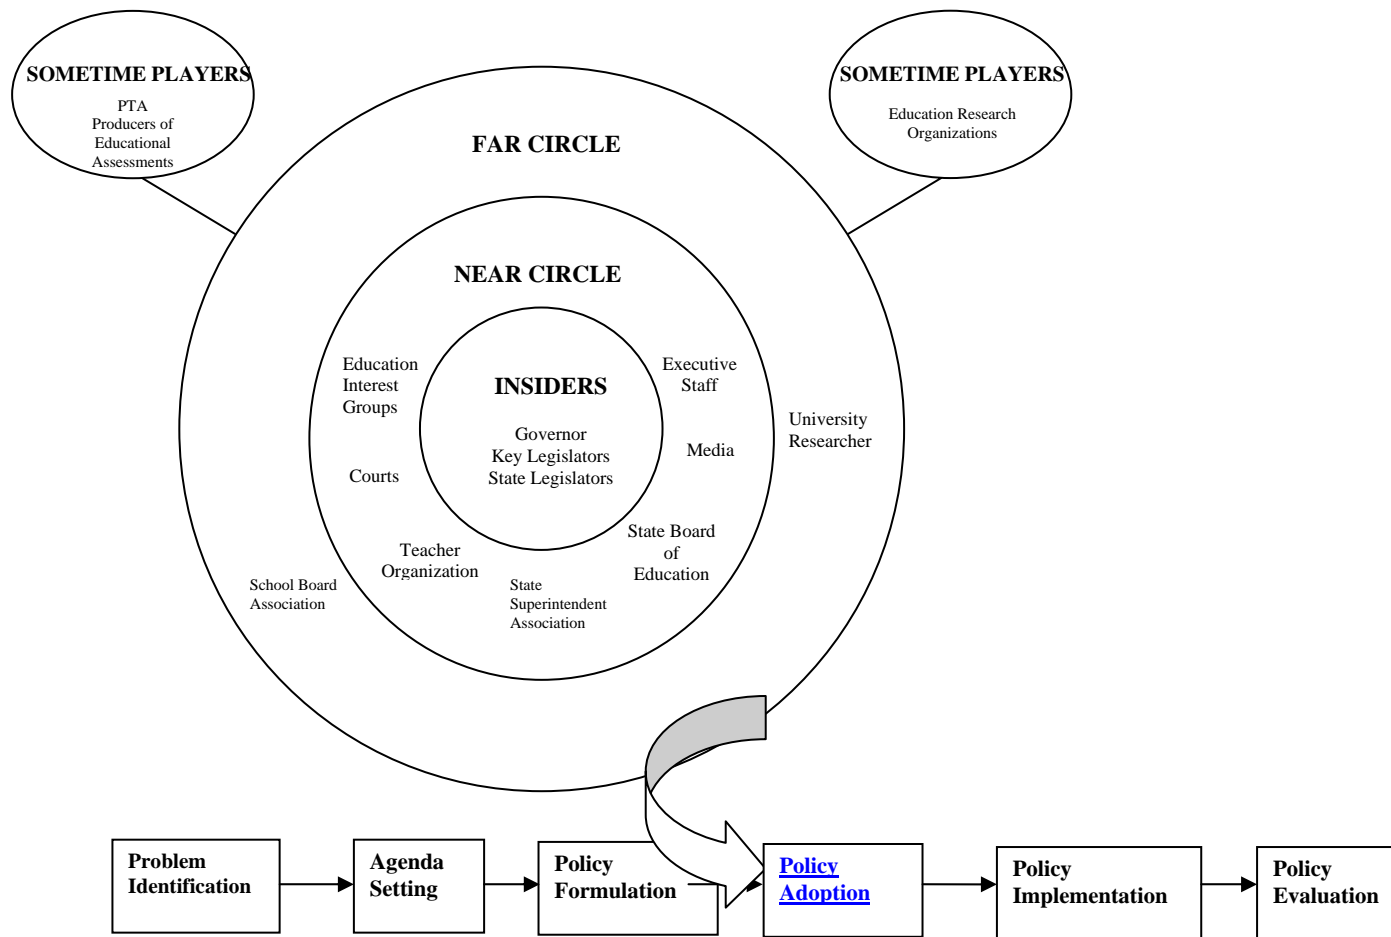 SOMETIME PLAYERS
PTA
Producers of
Educational
Assessments
SOMETIME PLAYERS
Education Research
Organizations
FAR CIRCLE
NEAR CIRCLE
Education
Interest
Groups
Executive
Staff
INSIDERS
Governor
Key Legislators
State Legislators
University
Researcher
Media
Courts
State Board
of
Education
Teacher
Organization
School Board
Association
State
Superintendent
Association
Problem
Identification
Agenda
Setting
Policy
Formulation
Policy
Adoption
Policy
Implementation
Policy
Evaluation